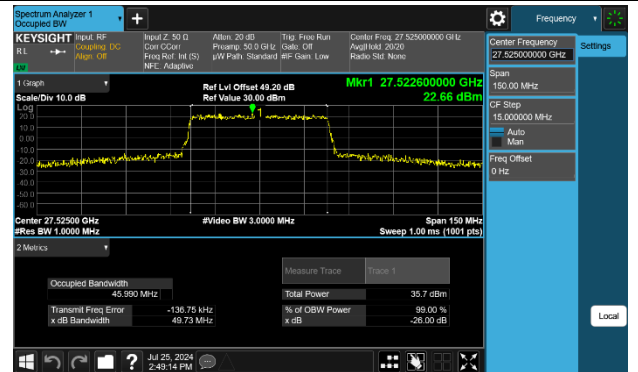 Spectrum Analyzer 1
Occupied BW
Frequency
KEYSIGHT
RL
LW
Input: RF
Coupling: DC
Align: Off
Input Z: 50 Ω
Corr CCorr
Freq Ref: Int (S)
NFE: Adaptive
Atten: 20 dB
Preamp: 50.0 GHz
µW Path: Standard
Trig: Free Run
Gate: Off
#IF Gain: Low
Center Freq: 27.525000000 GHz
Avg|Hold: 20/20
Radio Std: None
1 Graph
Scale/Div 10.0 dB
Ref Lvl Offset 49.20 dB
Ref Value 30.00 dBm
Mkr1 27.522600000 GHz
22.66 dBm
Log
20.0
10.0
0.00
-10.0
-20.0
-30.0
-40.0
-50.0
-60.0
1
Center 27.52500 GHz
#Res BW 1.0000 MHz
#Video BW 3.0000 MHz
Span 150 MHz
Sweep 1.00 ms (1001 pts)
2 Metrics
Measure Trace
Trace 1
Occupied Bandwidth
45.990 MHz
Total Power
35.7 dBm
Transmit Freq Error
-136.75 kHz
% of OBW Power
99.00 %
x dB Bandwidth
49.73 MHz
x dB
-26.00 dB
Center Frequency
27.525000000 GHz
Settings
Span
150.00 MHz
CF Step
15.000000 MHz
Auto
Man
Freq Offset
0 Hz
Local
?
Jul 25, 2024
2:49:14 PM